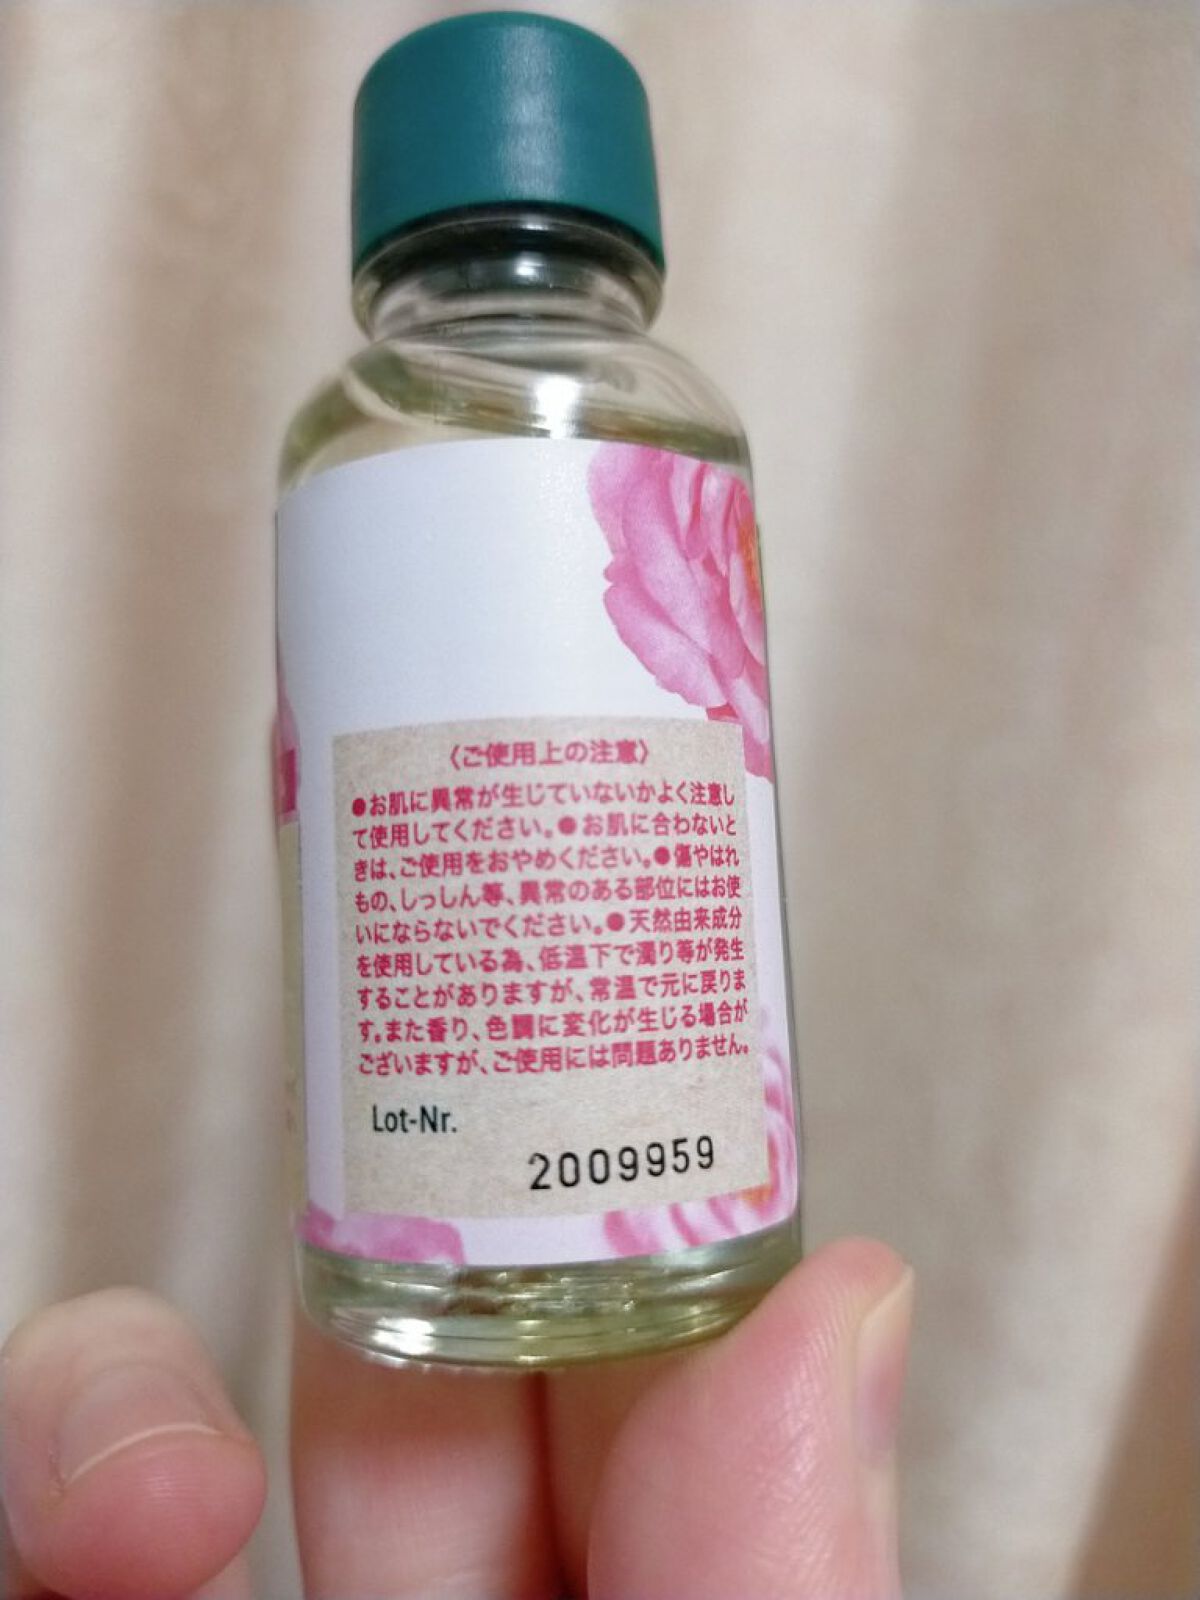 〈ご使用上の注意〉
●お肌に異常が生じていないかよく注意し
て使用してください。●お肌に合わないと
きは、ご使用をおやめください。●傷やはれ
もの、しっしん等、異常のある部位にはお使
いにならないでください。●天然由来成分
を使用している為、低温下で濁り等が発生
することがありますが、常温で元に戻りま
す。また香り、色調に変化が生じる場合が
ございますが、ご使用には問題ありません。
Lot-Nr.
2009959